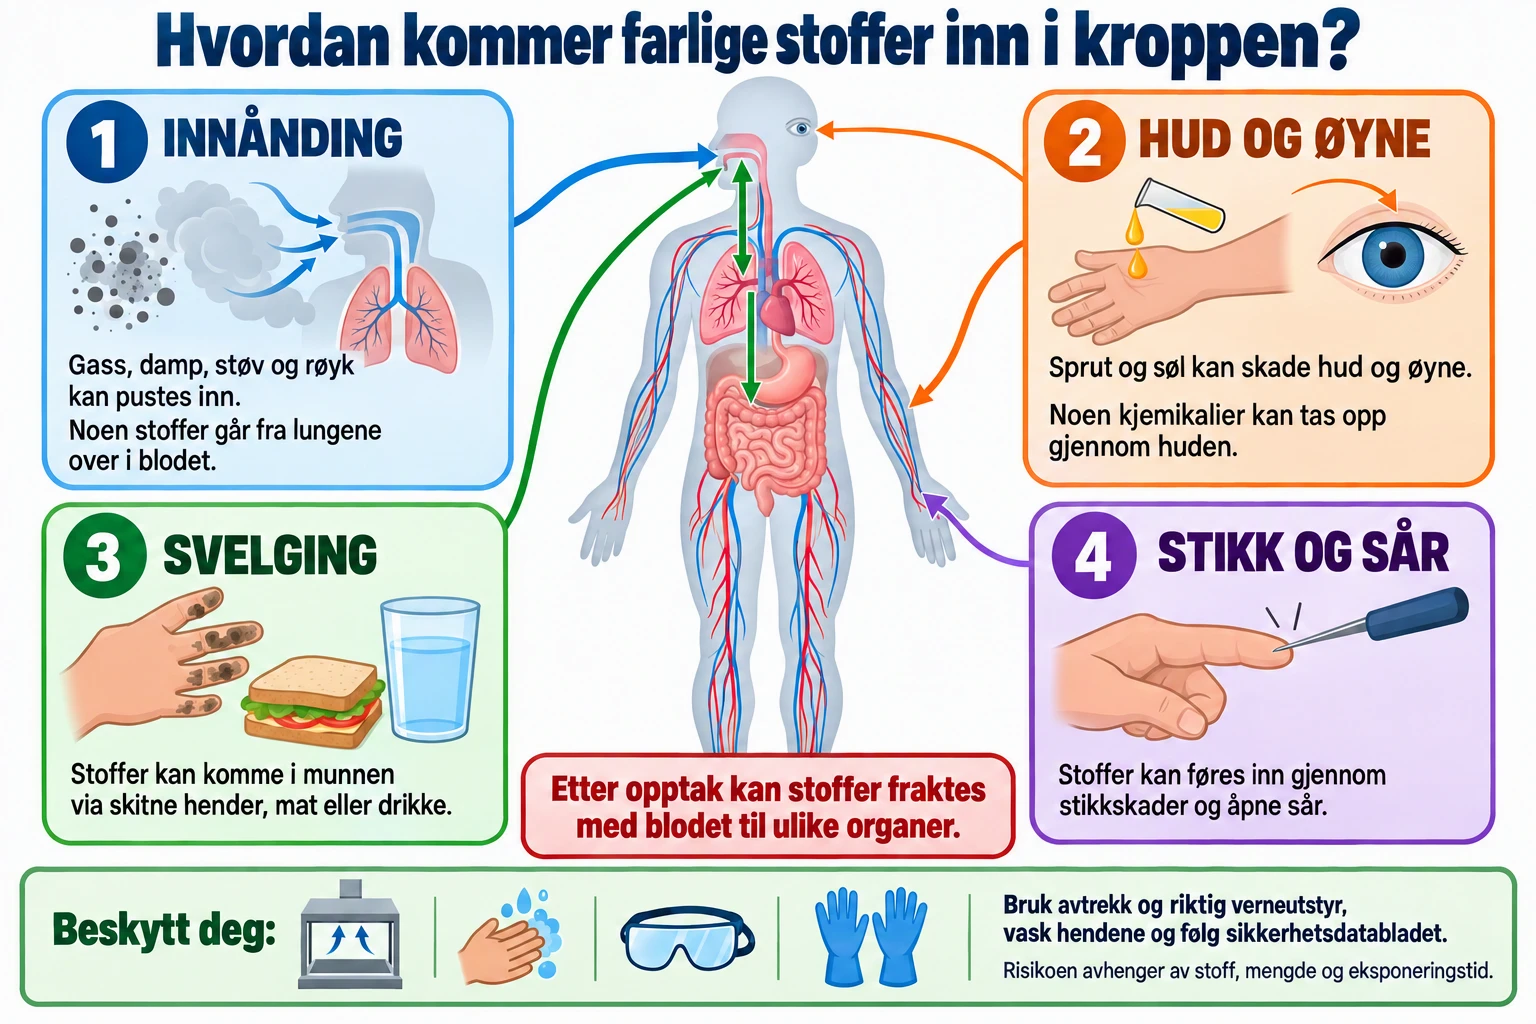 Hvordan kommer farlige stoffer inn i kroppen?
1 INNÅNDING
Gass, damp, støv og røyk
kan pustes inn.
Noen stoffer går fra lungene
over i blodet.
2 HUD OG ØYNE
Sprut og søl kan skade hud og øyne.
Noen kjemikalier kan tas opp
gjennom huden.
3 SVELGING
Stoffer kan komme i munnen
via skitne hender, mat eller drikke.
4 STIKK OG SÅR
Stoffer kan føres inn gjennom
stikkskader og åpne sår.
Etter opptak kan stoffer fraktes
med blodet til ulike organer.
Beskytt deg:
Bruk avtrekk og riktig verneutstyr,
vask hendene og følg sikkerhetsdatabladet.
Risikoen avhenger av stoff, mengde og eksponeringstid.